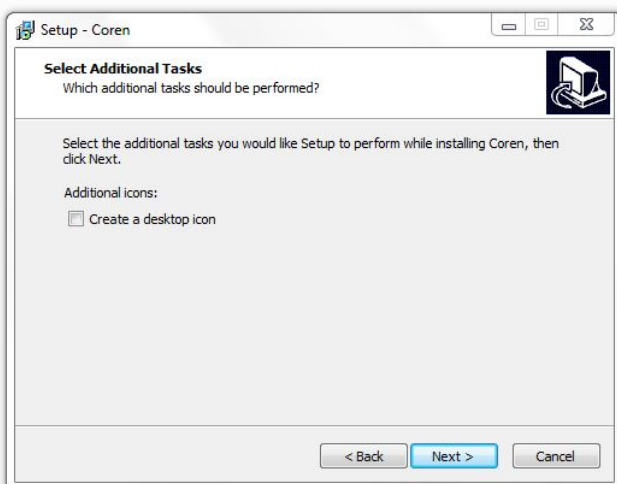 Setup - Coren
Select Additional Tasks
Which additional tasks should be performed?
Select the additional tasks you would like Setup to perform while installing Coren, then
click Next.
Additional icons:
Create a desktop icon
< Back
Next >
Cancel